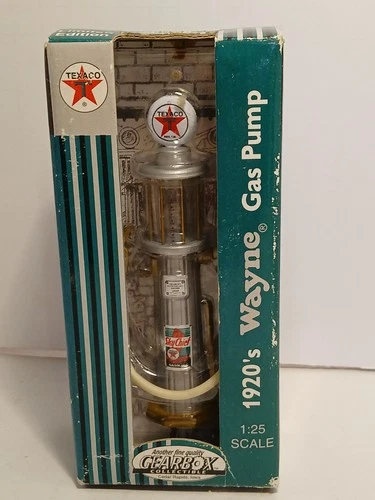 Edition
TEXACO
®
TEXACO
Sky Chief
1920's Wayne® Gas Pump
1:25
SCALE
Another fine quality
GEARBOX
COLLECTIBLE
Cedar Rapids, Iowa